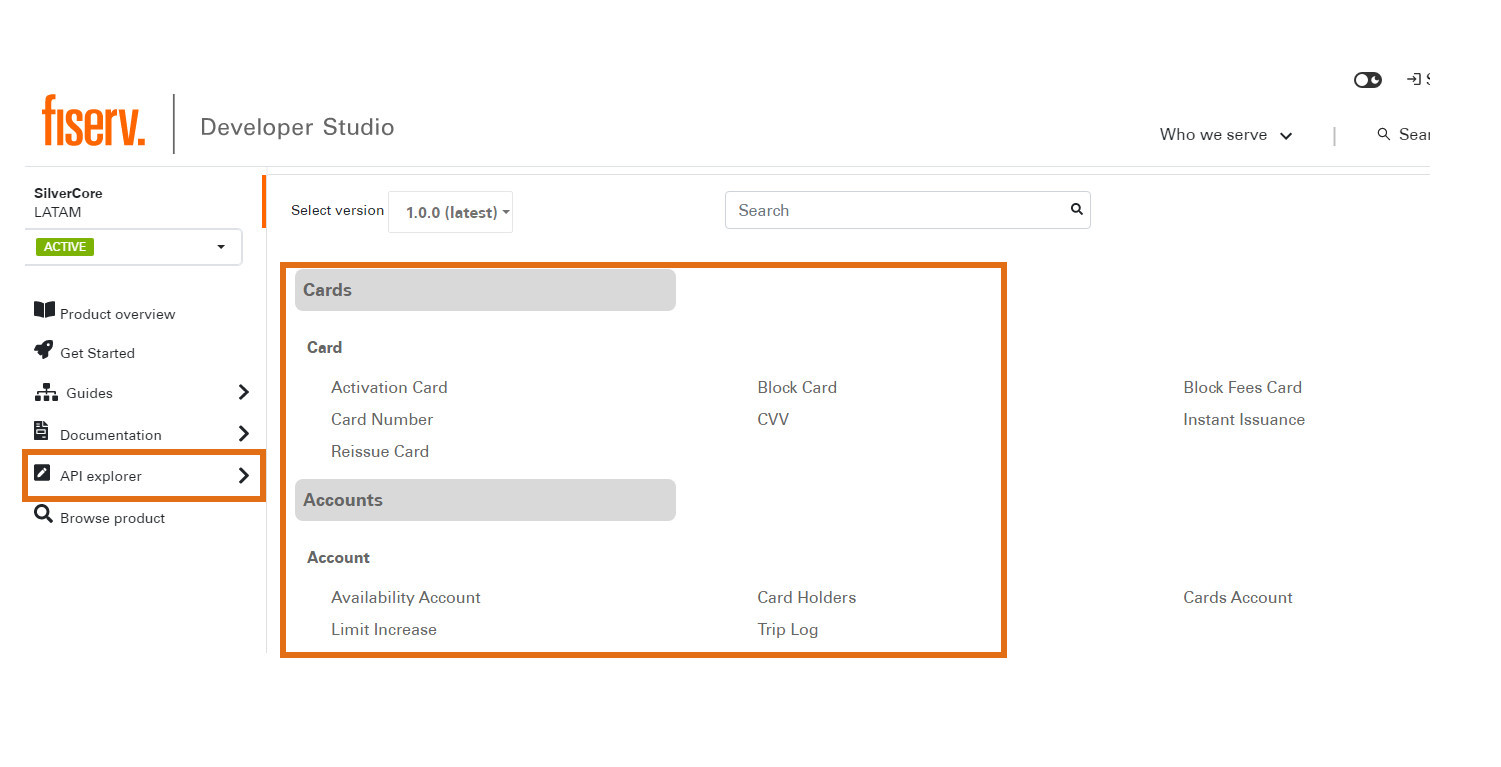 fiserv.
Developer Studio
Who we serve
SilverCore
LATAM
ACTIVE
Product overview
Get Started
Guides
Documentation
API explorer
Browse product
Select version 1.0.0 (latest)
Search
Cards
Card
Activation Card Block Card Block Fees Card
Card Number CVV Instant Issuance
Reissue Card
Accounts
Account
Availability Account Card Holders Cards Account
Limit Increase Trip Log